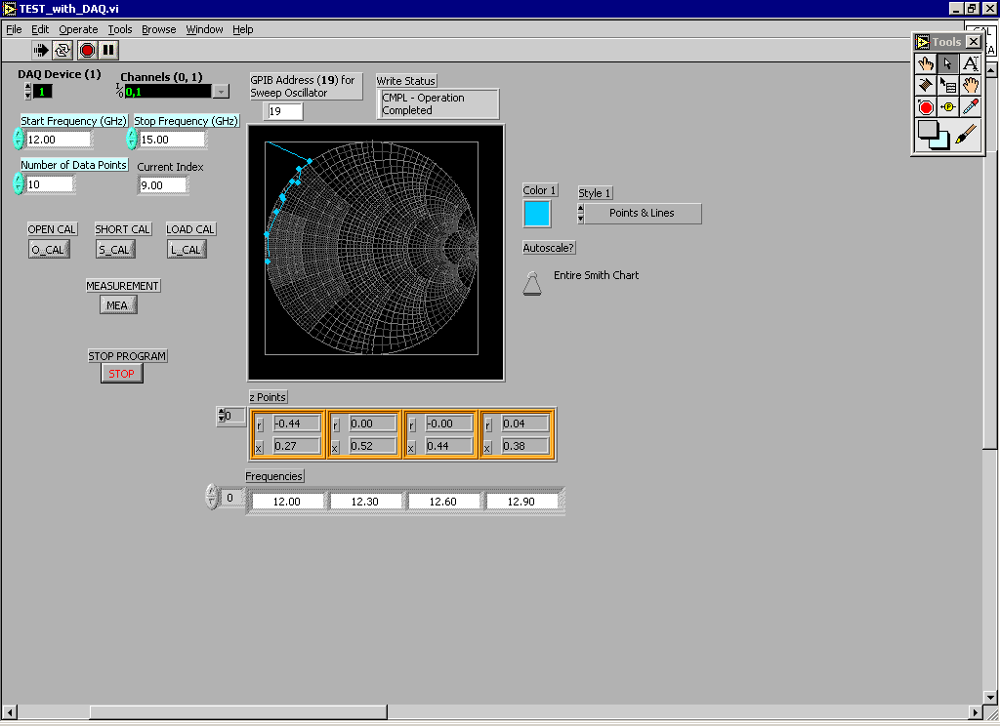 TEST_with_DAQ.vi
File Edit Operate Tools Browse Window Help
Tools
DAQ Device (1)
1
Channels (0, 1)
0,1
GPIB Address (19) for
Sweep Oscillator
19
Write Status
CMPL - Operation
Completed
Start Frequency (GHz)
12.00
Stop Frequency (GHz)
15.00
Number of Data Points
10
Current Index
9.00
OPEN CAL
O_CAL
SHORT CAL
S_CAL
LOAD CAL
L_CAL
MEASUREMENT
MEA
STOP PROGRAM
STOP
Color 1
Style 1
Points & Lines
Autoscale?
Entire Smith Chart
z Points
0
r -0.44 r 0.00 r -0.00 r 0.04
x 0.27 x 0.52 x 0.44 x 0.38
Frequencies
0 12.00 12.30 12.60 12.90